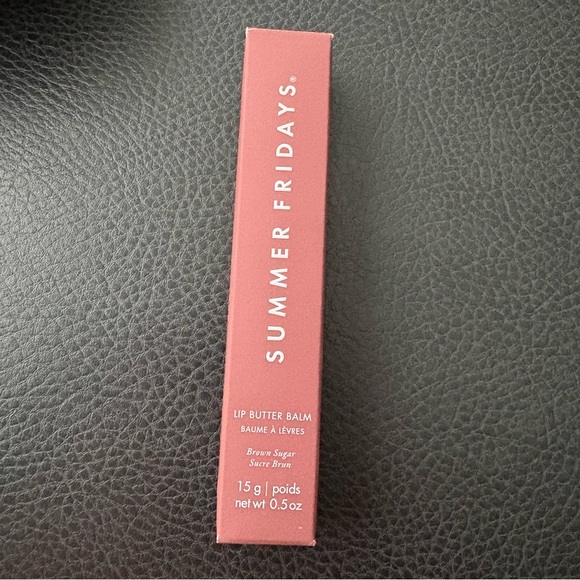 SUMMER FRIDAYS®
LIP BUTTER BALM
BAUME À LÈVRES
Brown Sugar
Sucre Brun
15 g | poids
net wt 0.5 oz